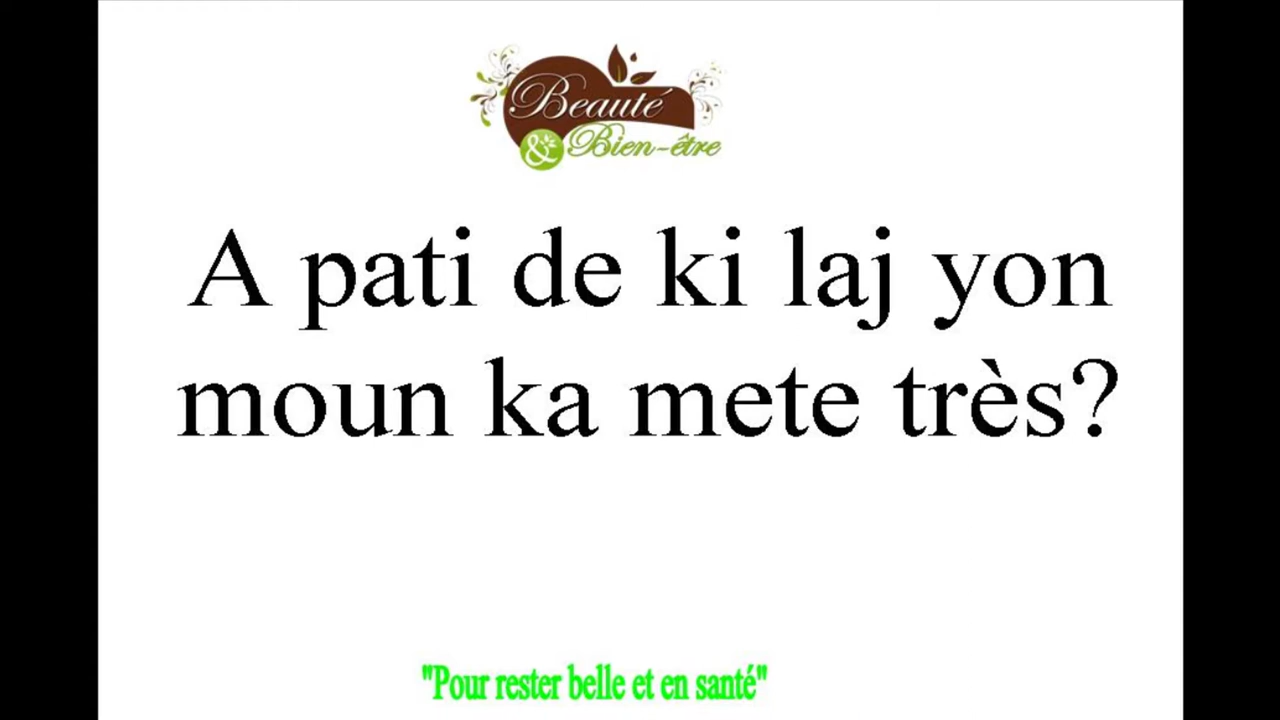 Beauté
& Bien-être
A pati de ki laj yon
moun ka mete très?
"Pour rester belle et en santé"